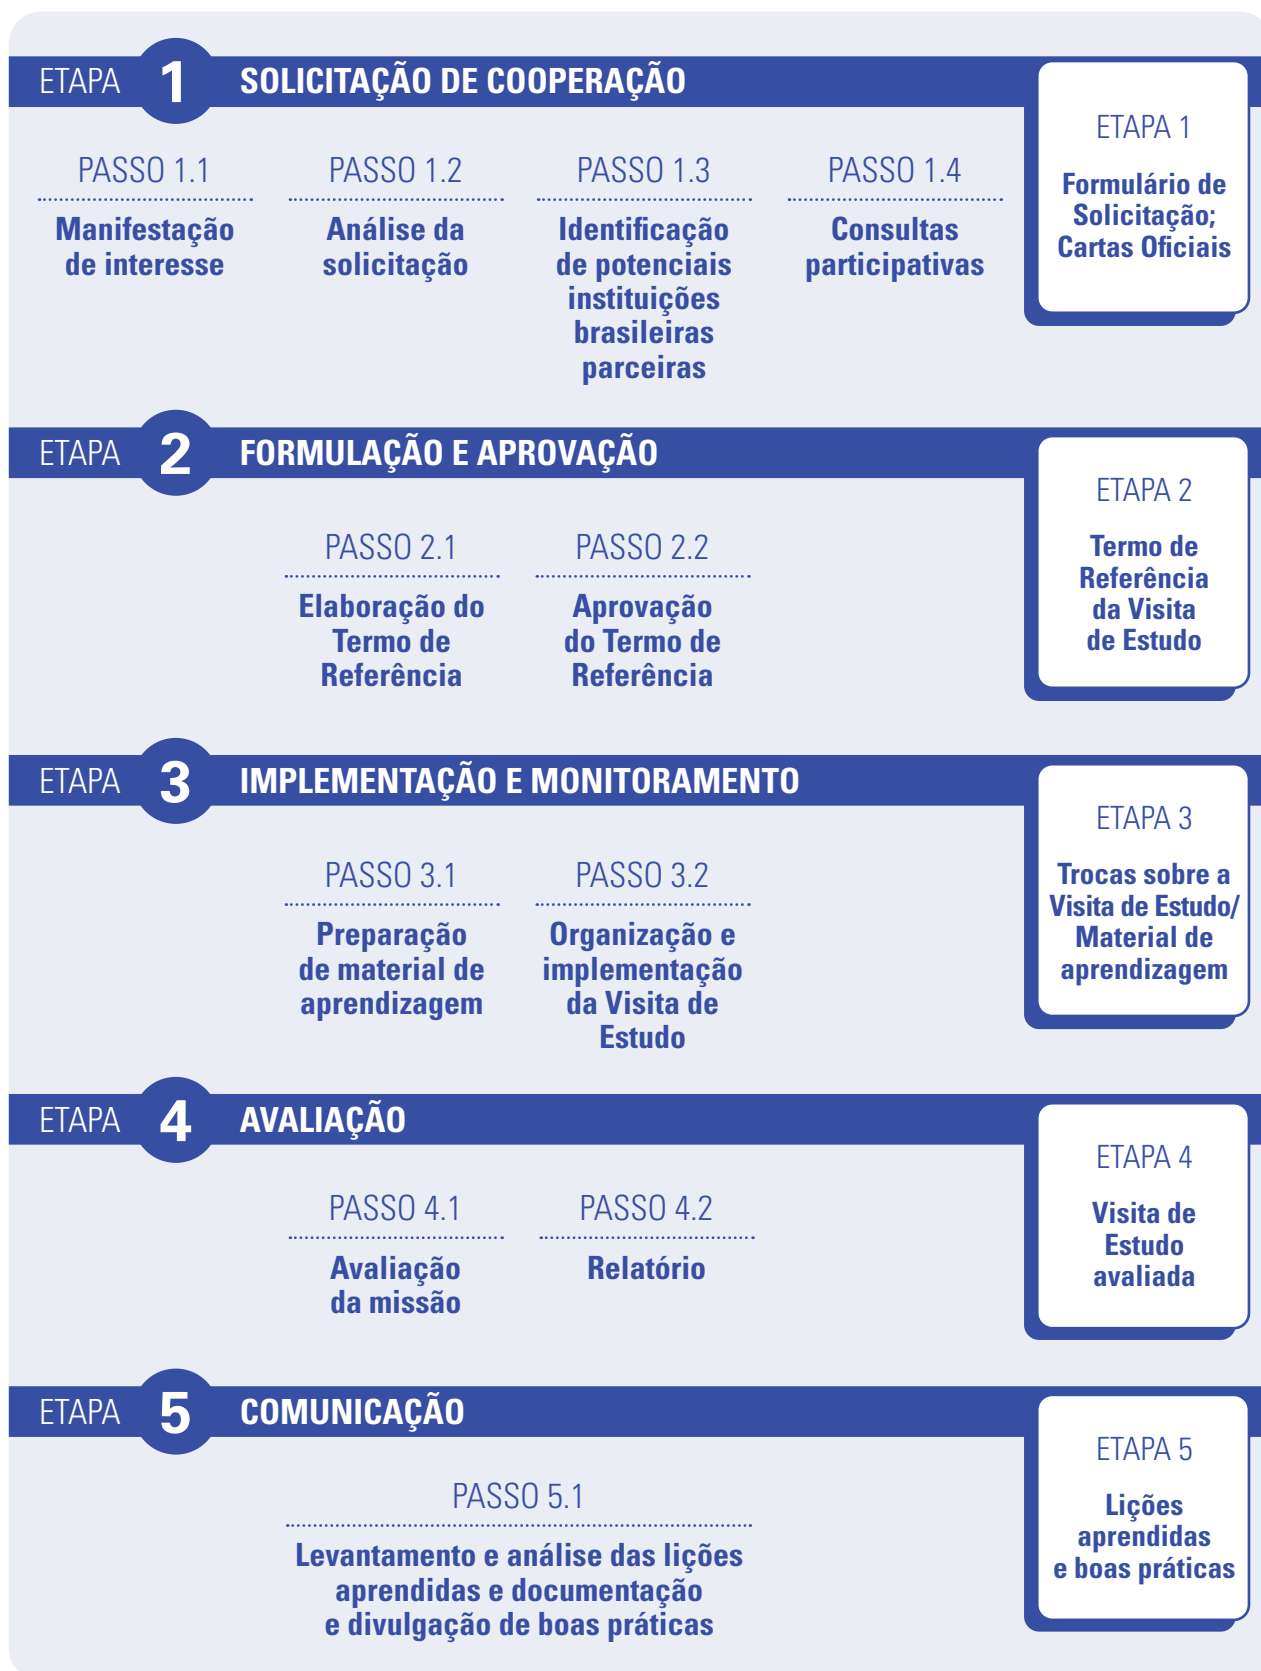 ETAPA 1 SOLICITAÇÃO DE COOPERAÇÃO
PASSO 1.1
Manifestação
de interesse
PASSO 1.2
Análise da
solicitação
PASSO 1.3
Identificação
de potenciais
instituições
brasileiras
parceiras
PASSO 1.4
Consultas
participativas
ETAPA 1
Formulário de
Solicitação;
Cartas Oficiais
ETAPA 2 FORMULAÇÃO E APROVAÇÃO
PASSO 2.1
Elaboração do
Termo de
Referência
PASSO 2.2
Aprovação
do Termo de
Referência
ETAPA 2
Termo de
Referência
da Visita
de Estudo
ETAPA 3 IMPLEMENTAÇÃO E MONITORAMENTO
PASSO 3.1
Preparação
de material de
aprendizagem
PASSO 3.2
Organização e
implementação
da Visita de
Estudo
ETAPA 3
Trocas sobre a
Visita de Estudo/
Material de
aprendizagem
ETAPA 4 AVALIAÇÃO
PASSO 4.1
Avaliação
da missão
PASSO 4.2
Relatório
ETAPA 4
Visita de
Estudo
avaliada
ETAPA 5 COMUNICAÇÃO
PASSO 5.1
Levantamento e análise das lições
aprendidas e documentação
e divulgação de boas práticas
ETAPA 5
Lições
aprendidas
e boas práticas